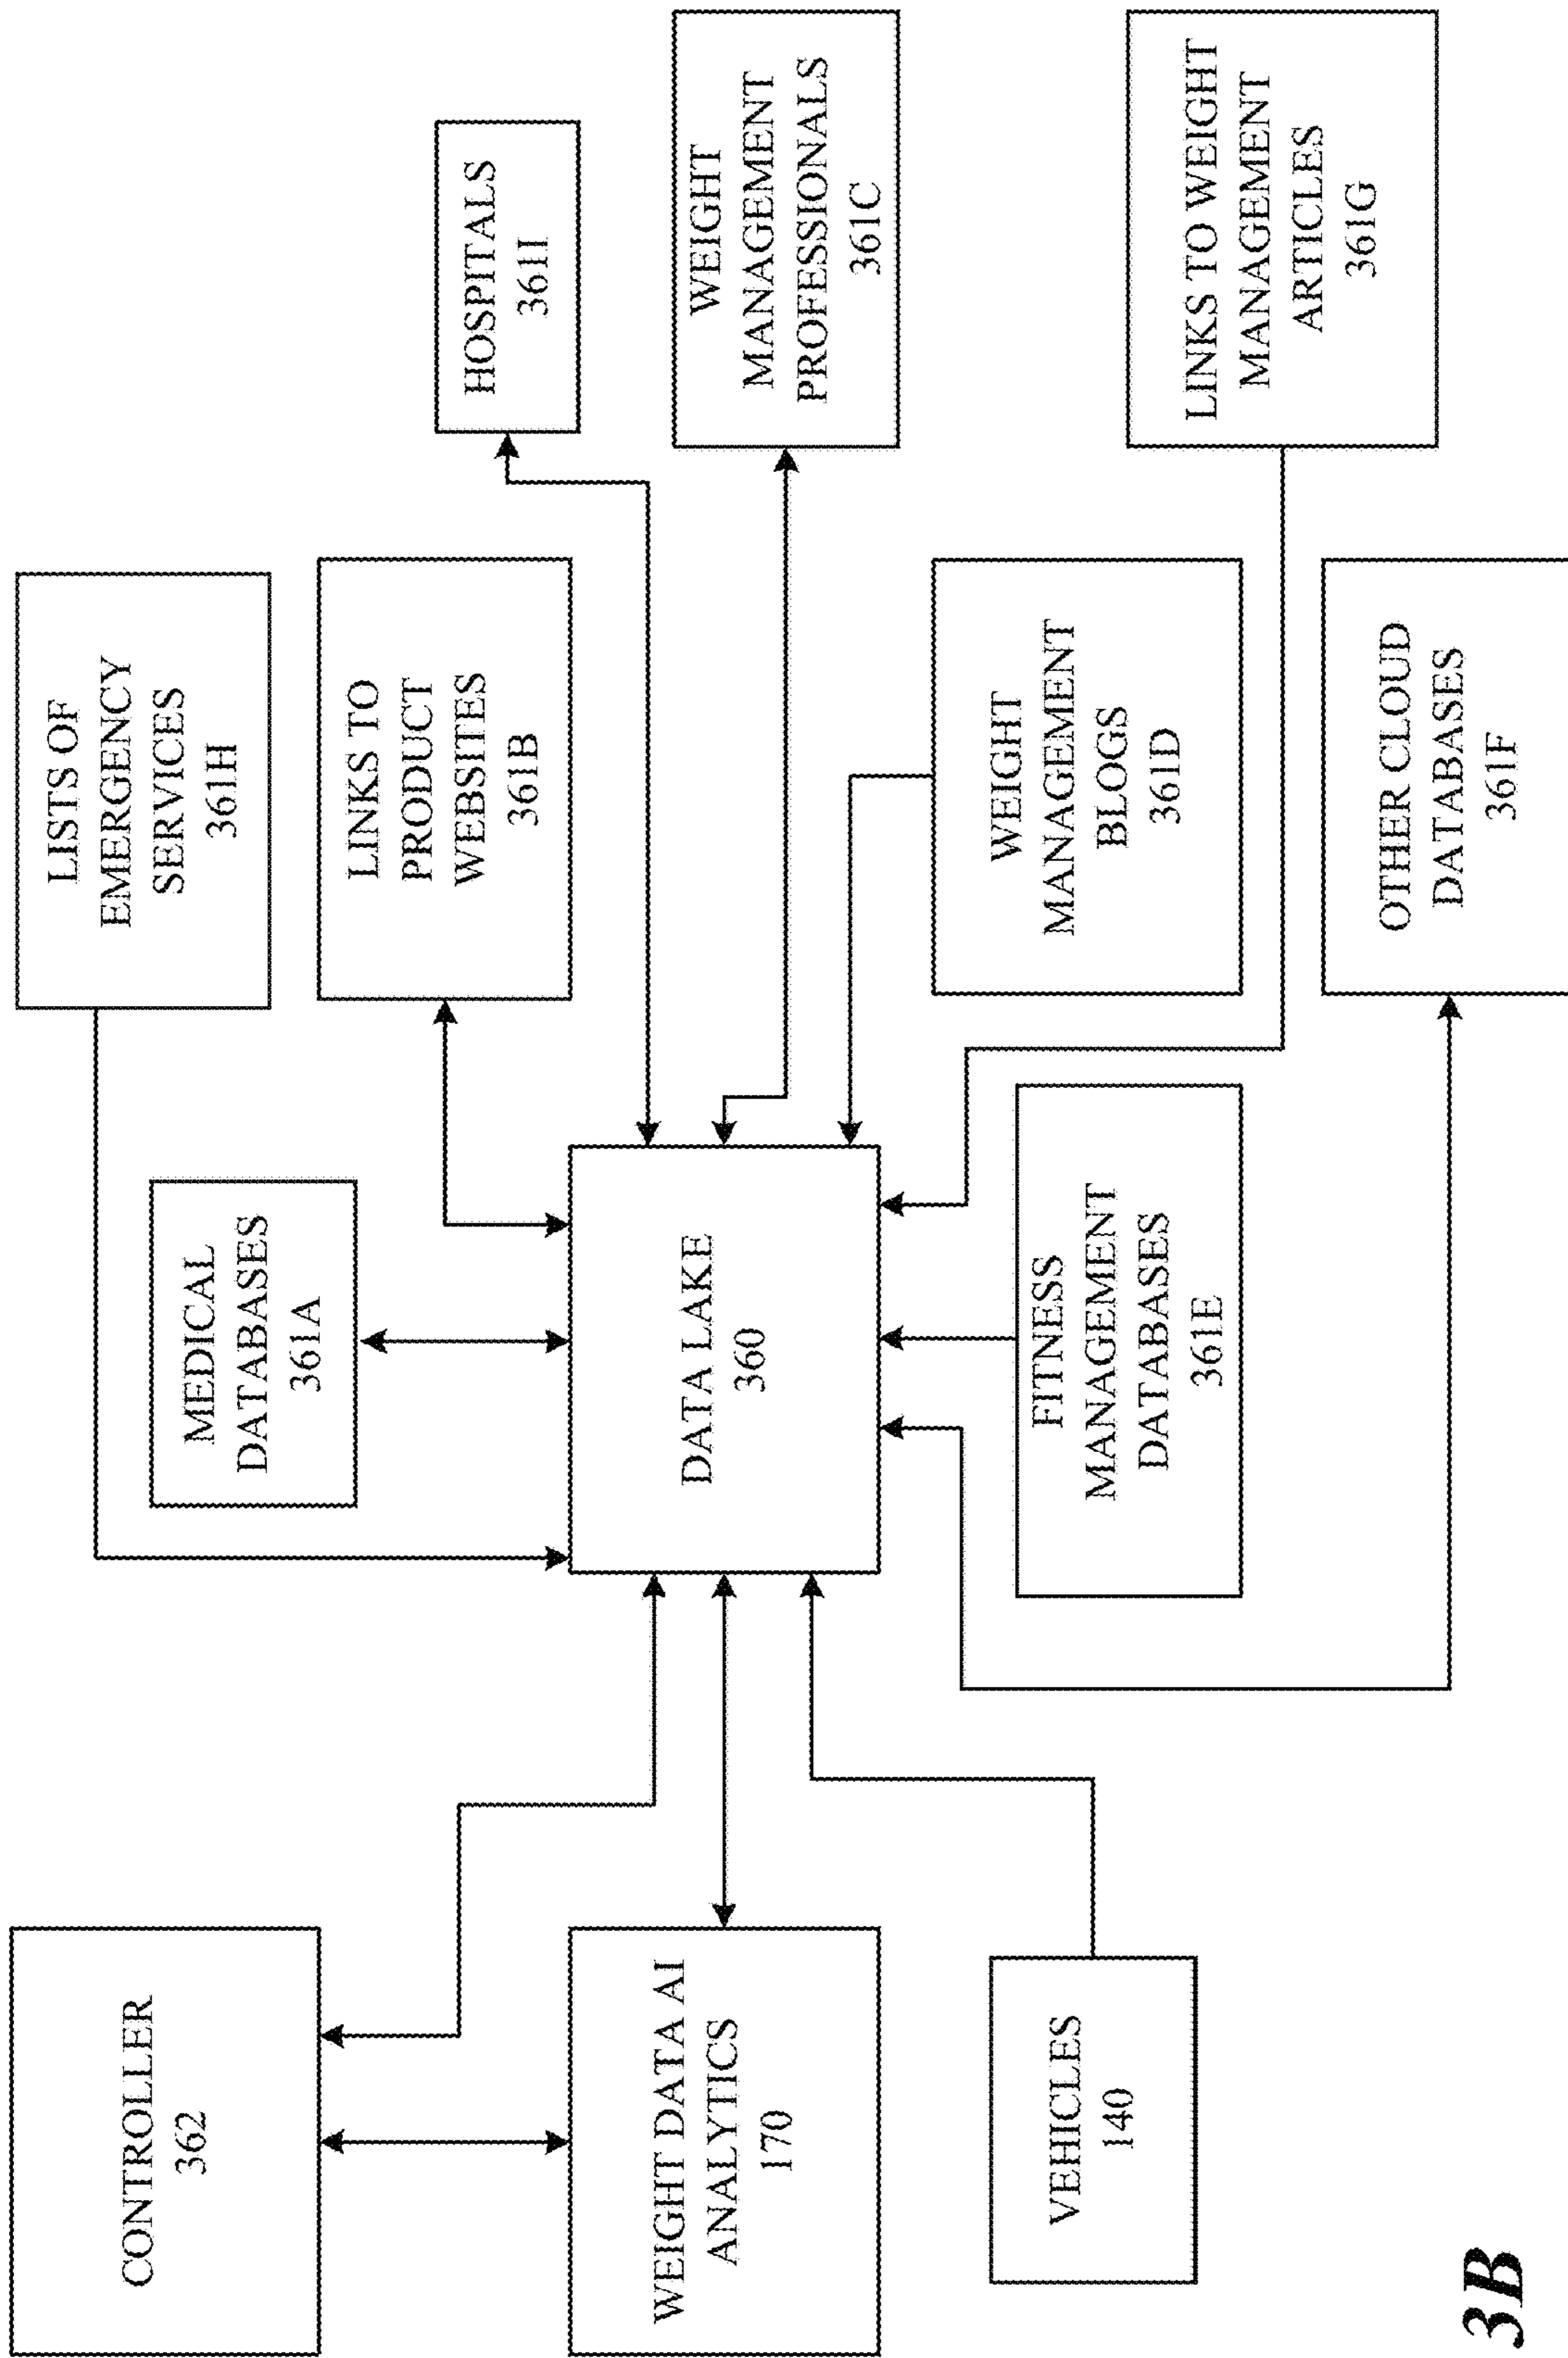 LISTS OF
EMERGENCY
SERVICES
361H
MEDICAL
DATABASES
361A
LINKS TO
PRODUCT
WEBSITES
361B
HOSPITALS
361I
CONTROLLER
362
WEIGHT DATA AI
ANALYTICS
170
DATA LAKE
360
WEIGHT
MANAGEMENT
PROFESSIONALS
361C
VEHICLES
140
FITNESS
MANAGEMENT
DATABASES
361E
WEIGHT
MANAGEMENT
BLOGS
361D
LINKS TO WEIGHT
MANAGEMENT
ARTICLES
361G
OTHER CLOUD
DATABASES
361F
3B